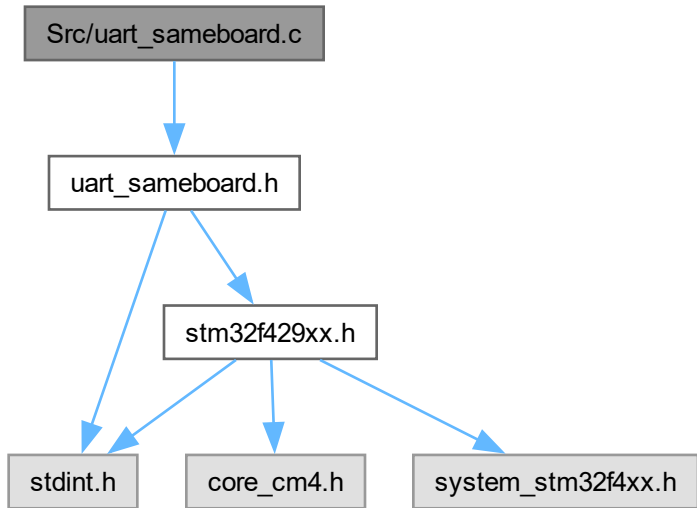 Src/uart_sameboard.c
uart_sameboard.h
stm32f429xx.h
stdint.h
core_cm4.h
system_stm32f4xx.h